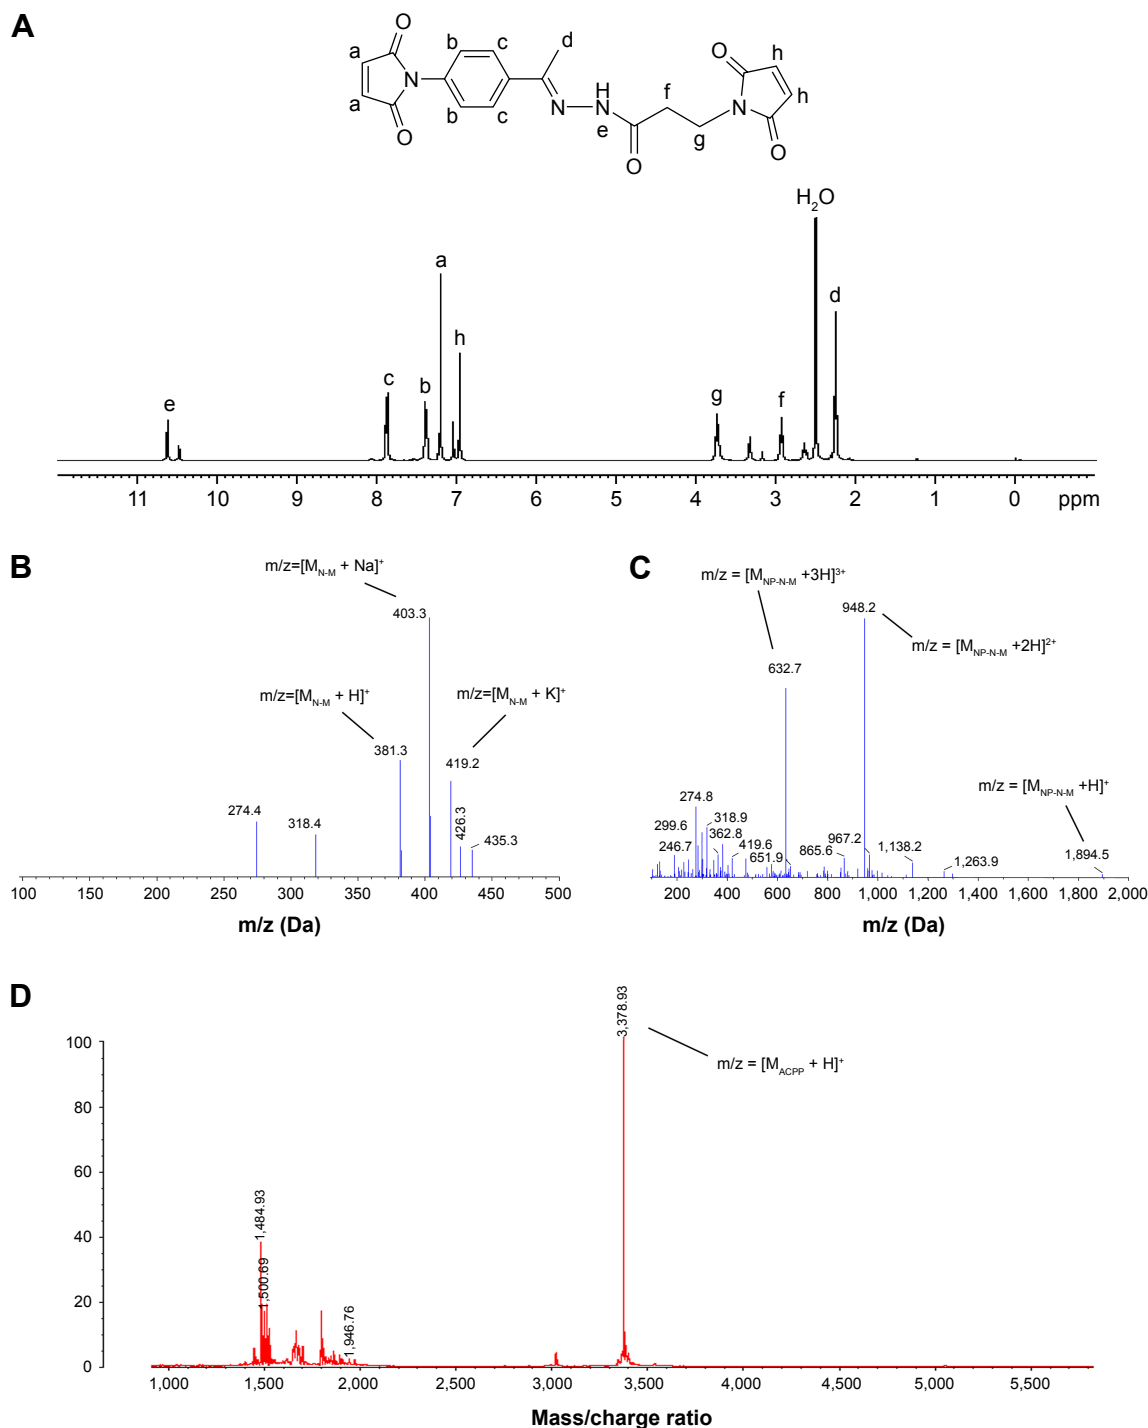 A
O
O
a
a
N
O
b
c
b
c
d
N
N
H
e
O
f
g
N
O
h
h
O
H2O
a
d
h
c
b
g
f
e
11 10 9 8 7 6 5 4 3 2 1 0 ppm
B
m/z=[MN-M + Na]+
403.3
m/z=[MN-M + H]+
m/z=[MN-M + K]+
381.3
419.2
274.4
318.4
426.3
435.3
100 150 200 250 300 350 400 450 500
m/z (Da)
C
m/z = [MNP-N-M +3H]3+
948.2
m/z = [MNP-N-M +2H]2+
632.7
m/z = [MNP-N-M +H]+
274.8
318.9
299.6
362.8
246.7
419.6
651.9
865.6
967.2
1,138.2
1,263.9
1,894.5
200 400 600 800 1,000 1,200 1,400 1,600 1,800 2,000
m/z (Da)
D
3,378.93
m/z = [MACPP + H]+
100
80
60
40
20
0
1,484.93
1,500.69
1,946.76
1,000 1,500 2,000 3,000 3,400 4,000 4,500 5,000 5,500
Mass/charge ratio